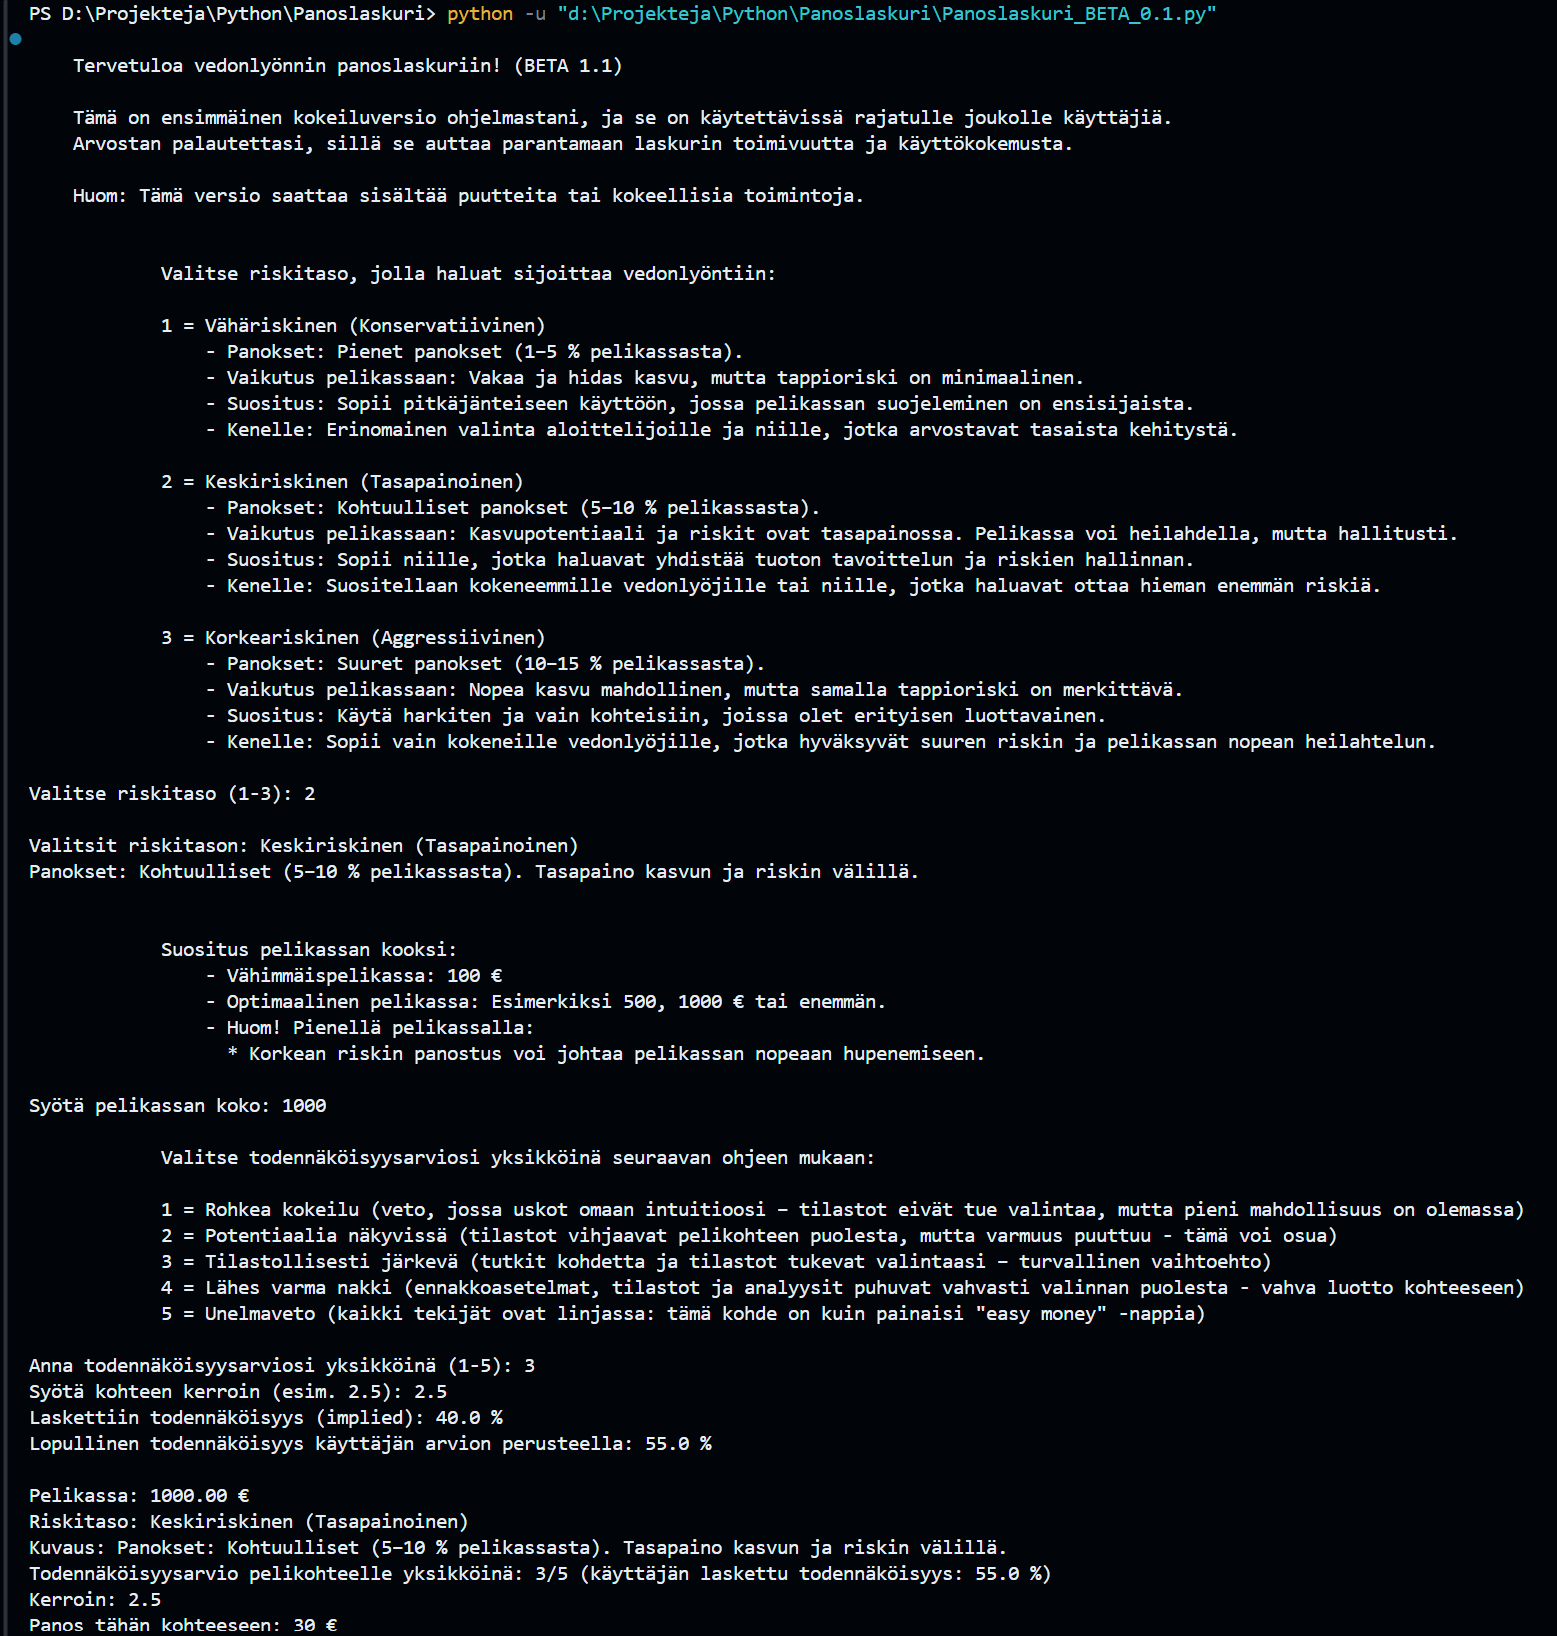 PS D:\Projekteja\Python\Panoslaskuri> python -u "d:\Projekteja\Python\Panoslaskuri\Panoslaskuri_BETA_0.1.py"
Tervetuloa vedonlyönnin panoslaskuriin! (BETA 1.1)
Tämä on ensimmäinen kokeiluversio ohjelmastani, ja se on käytettävissä rajatulle joukolle käyttäjiä.
Arvostan palautettasi, sillä se auttaa parantamaan laskurin toimivuutta ja käyttökokemusta.
Huom: Tämä versio saattaa sisältää puutteita tai kokeellisia toimintoja.
Valitse riskitaso, jolla haluat sijoittaa vedonlyöntiin:
1 = Vähäriskinen (Konservatiivinen)
- Panokset: Pienet panokset (1–5 % pelikassasta).
- Vaikutus pelikassaan: Vakaa ja hidas kasvu, mutta tappioriski on minimaalinen.
- Suositus: Sopii pitkäjänteiseen käyttöön, jossa pelikassan suojeleminen on ensisijaista.
- Kenelle: Erinomainen valinta aloittelijoille ja niille, jotka arvostavat tasaista kehitystä.
2 = Keskiriskinen (Tasapainoinen)
- Panokset: Kohtuulliset panokset (5–10 % pelikassasta).
- Vaikutus pelikassaan: Kasvupotentiaali ja riskit ovat tasapainossa. Pelikassa voi heilahdella, mutta hallitusti.
- Suositus: Sopii niille, jotka haluavat yhdistää tuoton tavoittelun ja riskien hallinnan.
- Kenelle: Suositellaan kokeneemmille vedonlyöjille tai niille, jotka haluavat ottaa hieman enemmän riskiä.
3 = Korkeariskinen (Aggressiivinen)
- Panokset: Suuret panokset (10–15 % pelikassasta).
- Vaikutus pelikassaan: Nopea kasvu mahdollinen, mutta samalla tappioriski on merkittävä.
- Suositus: Käytä harkiten ja vain kohteisiin, joissa olet erityisen luottavainen.
- Kenelle: Sopii vain kokeneille vedonlyöjille, jotka hyväksyvät suuren riskin ja pelikassan nopean heilahtelun.
Valitse riskitaso (1-3): 2
Valitsit riskitason: Keskiriskinen (Tasapainoinen)
Panokset: Kohtuulliset (5–10 % pelikassasta). Tasapaino kasvun ja riskin välillä.
Suositus pelikassan kooksi:
- Vähimmäispelikassa: 100 €
- Optimaalinen pelikassa: Esimerkiksi 500, 1000 € tai enemmän.
- Huom! Pienellä pelikassalla:
* Korkean riskin panostus voi johtaa pelikassan nopeaan hupenemiseen.
Syötä pelikassan koko: 1000
Valitse todennäköisyysarviosi yksikköinä seuraavan ohjeen mukaan:
1 = Rohkea kokeilu (veto, jossa uskot omaan intuitioosi – tilastot eivät tue valintaa, mutta pieni mahdollisuus on olemassa)
2 = Potentiaalia näkyvissä (tilastot vihjaavat pelikohteen puolesta, mutta varmuus puuttuu - tämä voi osua)
3 = Tilastollisesti järkevä (tutkit kohdetta ja tilastot tukevat valintaasi – turvallinen vaihtoehto)
4 = Lähes varma nakki (ennakkoasetelmat, tilastot ja analyysit puhuvat vahvasti valinnan puolesta - vahva luotto kohteeseen)
5 = Unelmaveto (kaikki tekijät ovat linjassa: tämä kohde on kuin painaisi "easy money" -nappia)
Anna todennäköisyysarviosi yksikköinä (1-5): 3
Syötä kohteen kerroin (esim. 2.5): 2.5
Laskettiin todennäköisyys (implied): 40.0 %
Lopullinen todennäköisyys käyttäjän arvion perusteella: 55.0 %
Pelikassa: 1000.00 €
Riskitaso: Keskiriskinen (Tasapainoinen)
Kuvaus: Panokset: Kohtuulliset (5–10 % pelikassasta). Tasapaino kasvun ja riskin välillä.
Todennäköisyysarvio pelikohteelle yksikköinä: 3/5 (käyttäjän laskettu todennäköisyys: 55.0 %)
Kerroin: 2.5
Panos tähän kohteeseen: 30 €